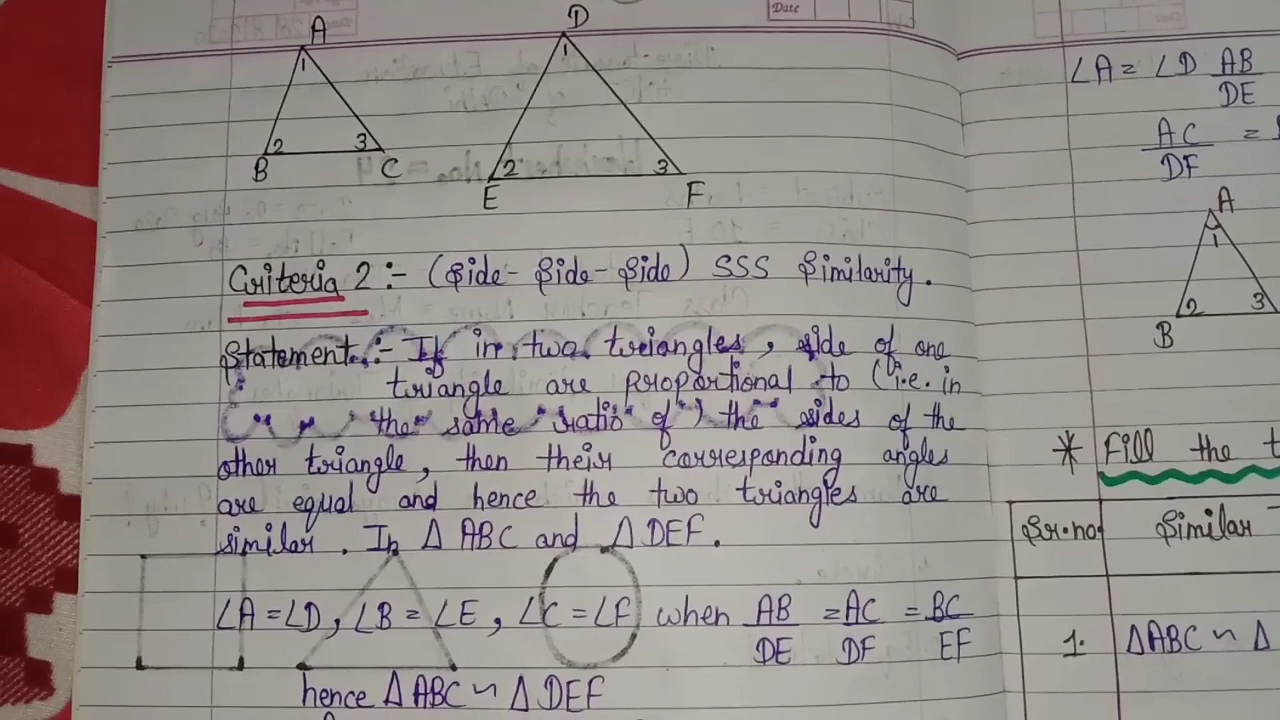 Date
A
D
1
1
2
3
2
3
B
C
E
F
Criteria 2 :- (Side - Side - Side) SSS Similarity.
Statement :- If in two triangles, side of one
triangle are proportional to (i.e. in
the same ratio of) the sides of the
other triangle, then their corresponding angles
are equal and hence the two triangles are
similar. In Δ ABC and Δ DEF.
∠A = ∠D, ∠B = ∠E, ∠C = ∠F when AB/DE = AC/DF = BC/EF
hence Δ ABC ~ Δ DEF
∠A = ∠D AB/DE
AC/DF =
A
1
2
3
B
* Fill the
Sr.no. Similar
1. ΔABC ~ Δ